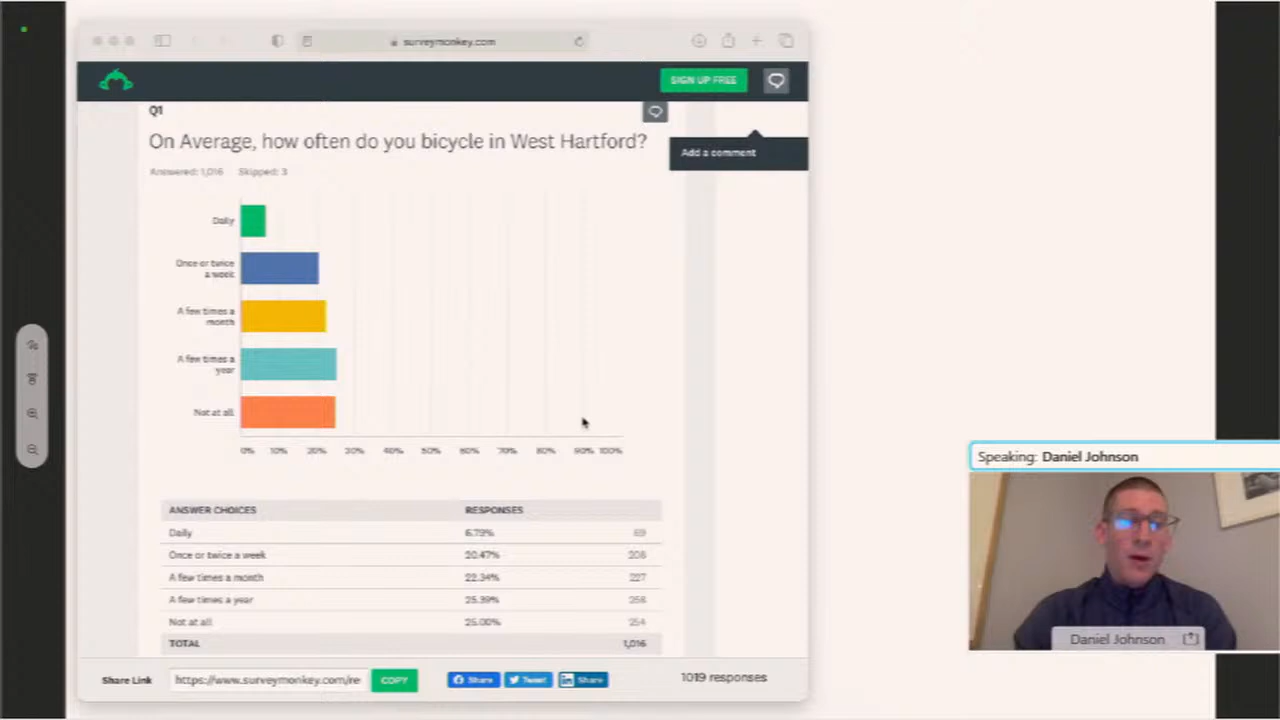 surveymonkey.com
SIGN UP FREE
Q1
On Average, how often do you bicycle in West Hartford?
Add a comment
Answered: 1,016 Skipped: 3
Daily
Once or twice
a week
A few times a
month
A few times a
year
Not at all
0% 10% 20% 30% 40% 50% 60% 70% 80% 90% 100%
ANSWER CHOICES RESPONSES
Daily 6.79% 69
Once or twice a week 20.47% 208
A few times a month 22.34% 227
A few times a year 25.39% 258
Not at all 25.00% 254
TOTAL 1,016
Share Link https://www.surveymonkey.com/re COPY Share Tweet Share 1019 responses
Speaking: Daniel Johnson
Daniel Johnson